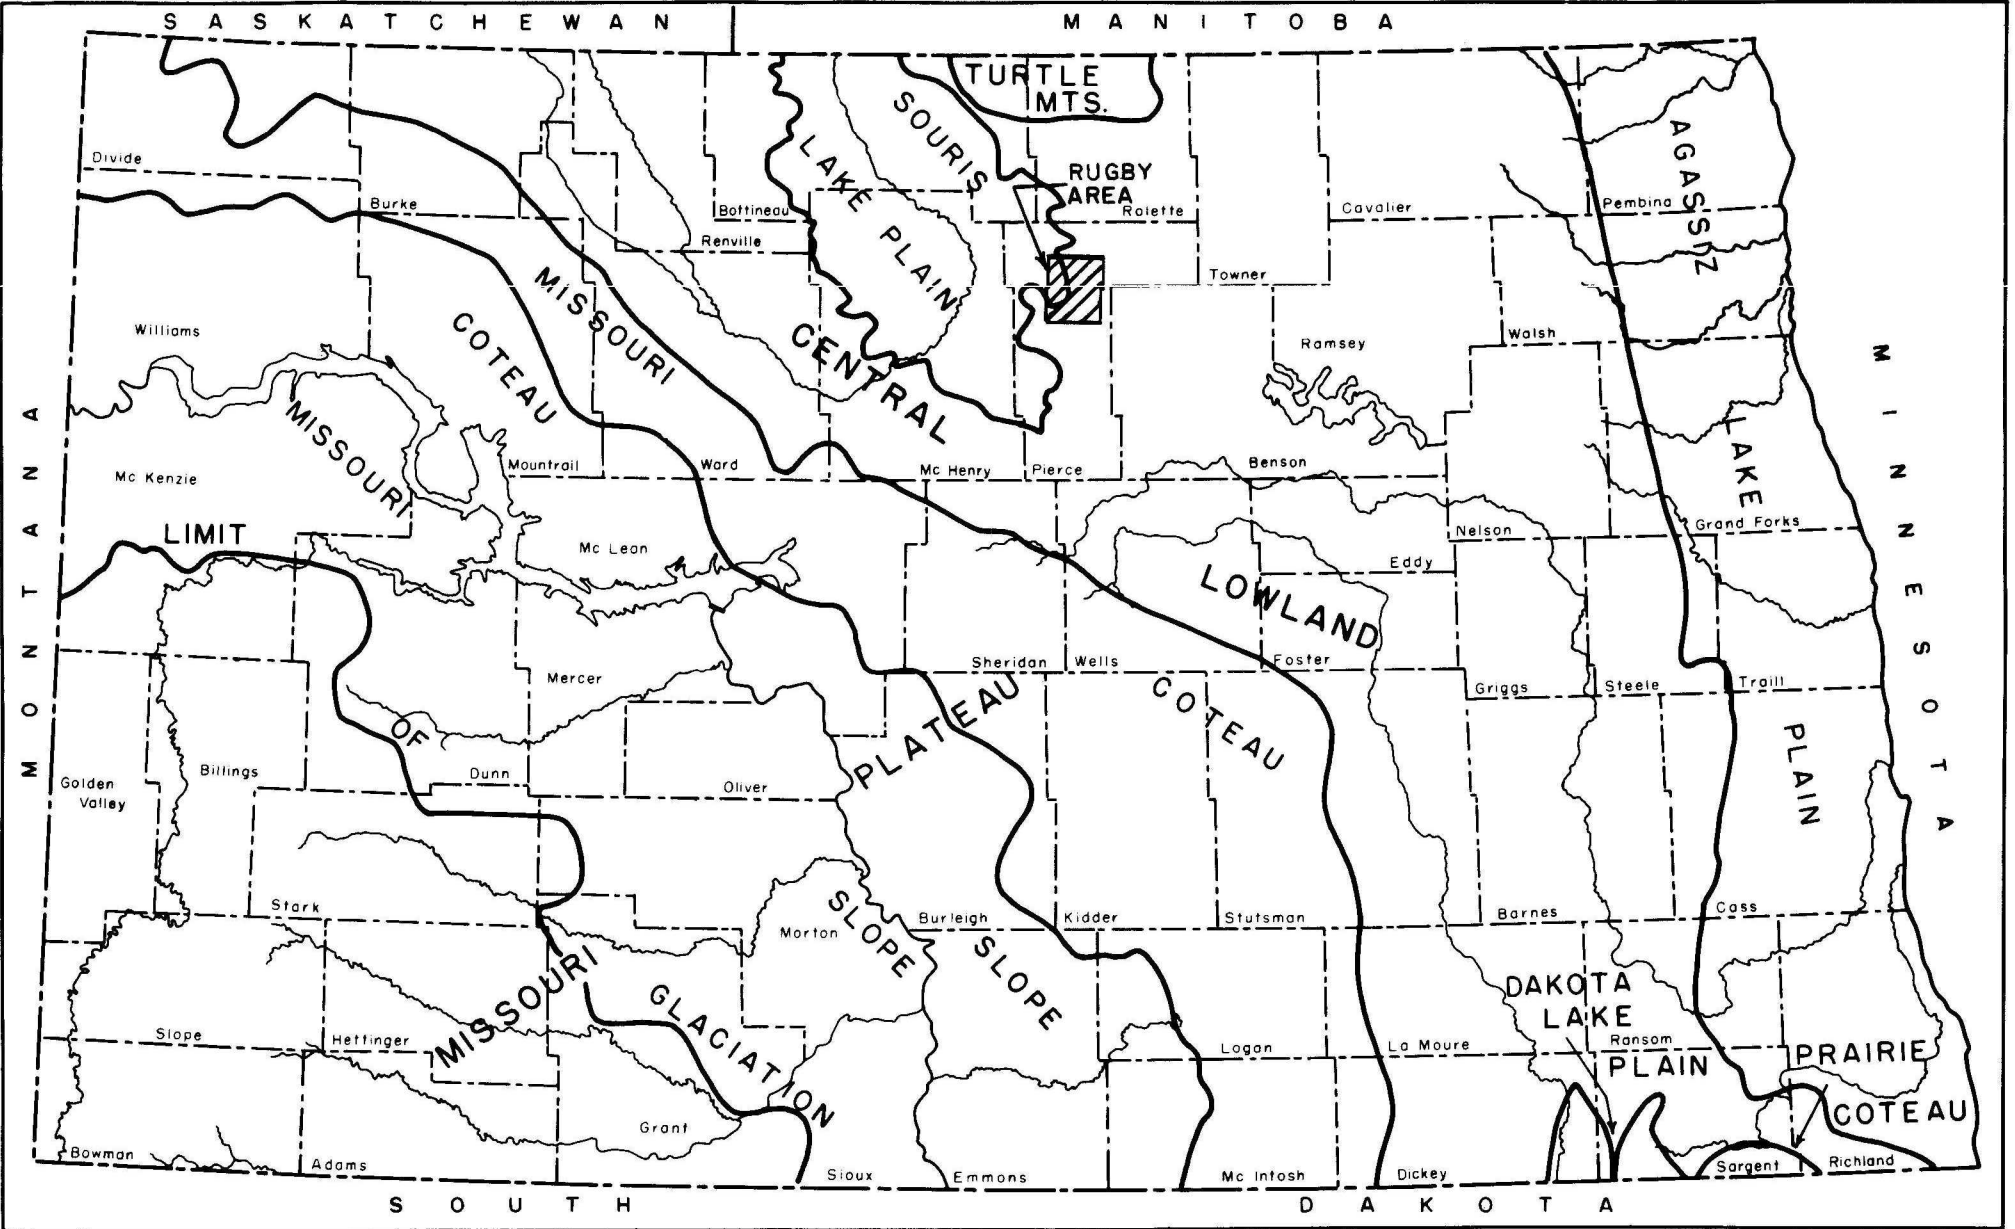 SASKATCHEWAN
MANITOBA
TURTLE
MTS.
SOURIS
LAKE PLAIN
RUGBY
AREA
AGASSIZ
Divide
Burke
Bottineau
Renville
Rolette
Cavalier
Pembina
Towner
MISSOURI
COTEAU
CENTRAL
Williams
Ramsey
Walsh
MINNESOTA
MONTANA
MISSOURI
LAKE
Mc Kenzie
Mountrail
Ward
Mc Henry
Pierce
Benson
LIMIT
Mc Lean
Nelson
Grand Forks
Eddy
LOWLAND
Mercer
Sheridan
Wells
Foster
Griggs
Steele
Traill
OF
PLATEAU
COTEAU
PLAIN
Golden
Valley
Billings
Dunn
Oliver
Stark
Morton
SLOPE
Burleigh
SLOPE
Kidder
Stutsman
Barnes
Cass
MISSOURI
GLACIATION
DAKOTA
LAKE
PLAIN
Slope
Hettinger
Logan
La Moure
Ransom
PRAIRIE
COTEAU
Grant
Bowman
Adams
Sioux
Emmons
Mc Intosh
Dickey
Sargent
Richland
SOUTH
DAKOTA